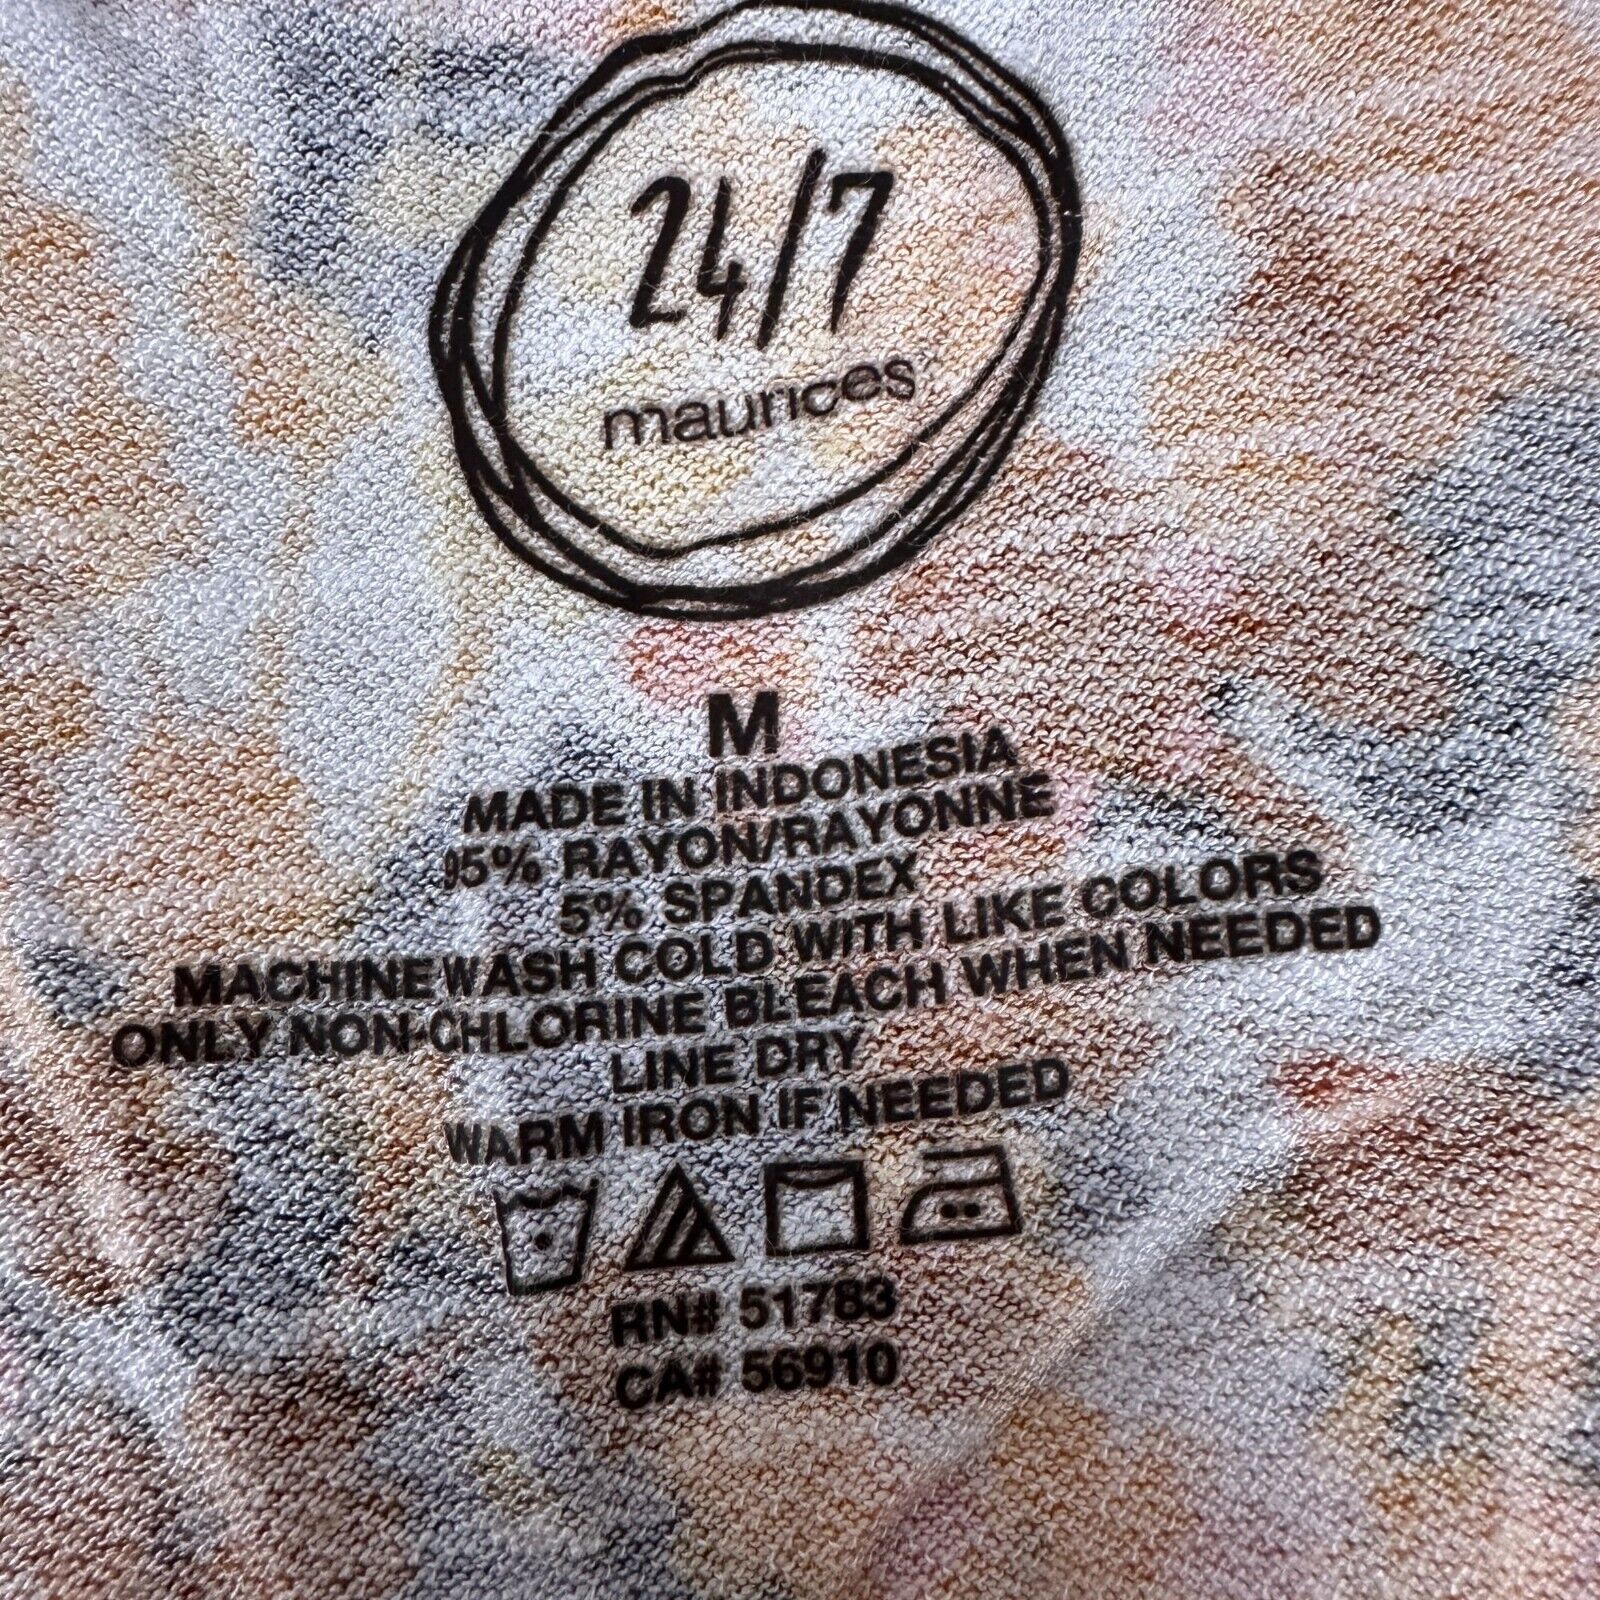 24/7
maurices
M
MADE IN INDONESIA
95% RAYON/RAYONNE
5% SPANDEX
MACHINE WASH COLD WITH LIKE COLORS
ONLY NON-CHLORINE BLEACH WHEN NEEDED
LINE DRY
WARM IRON IF NEEDED
RN# 51783
CA# 56910